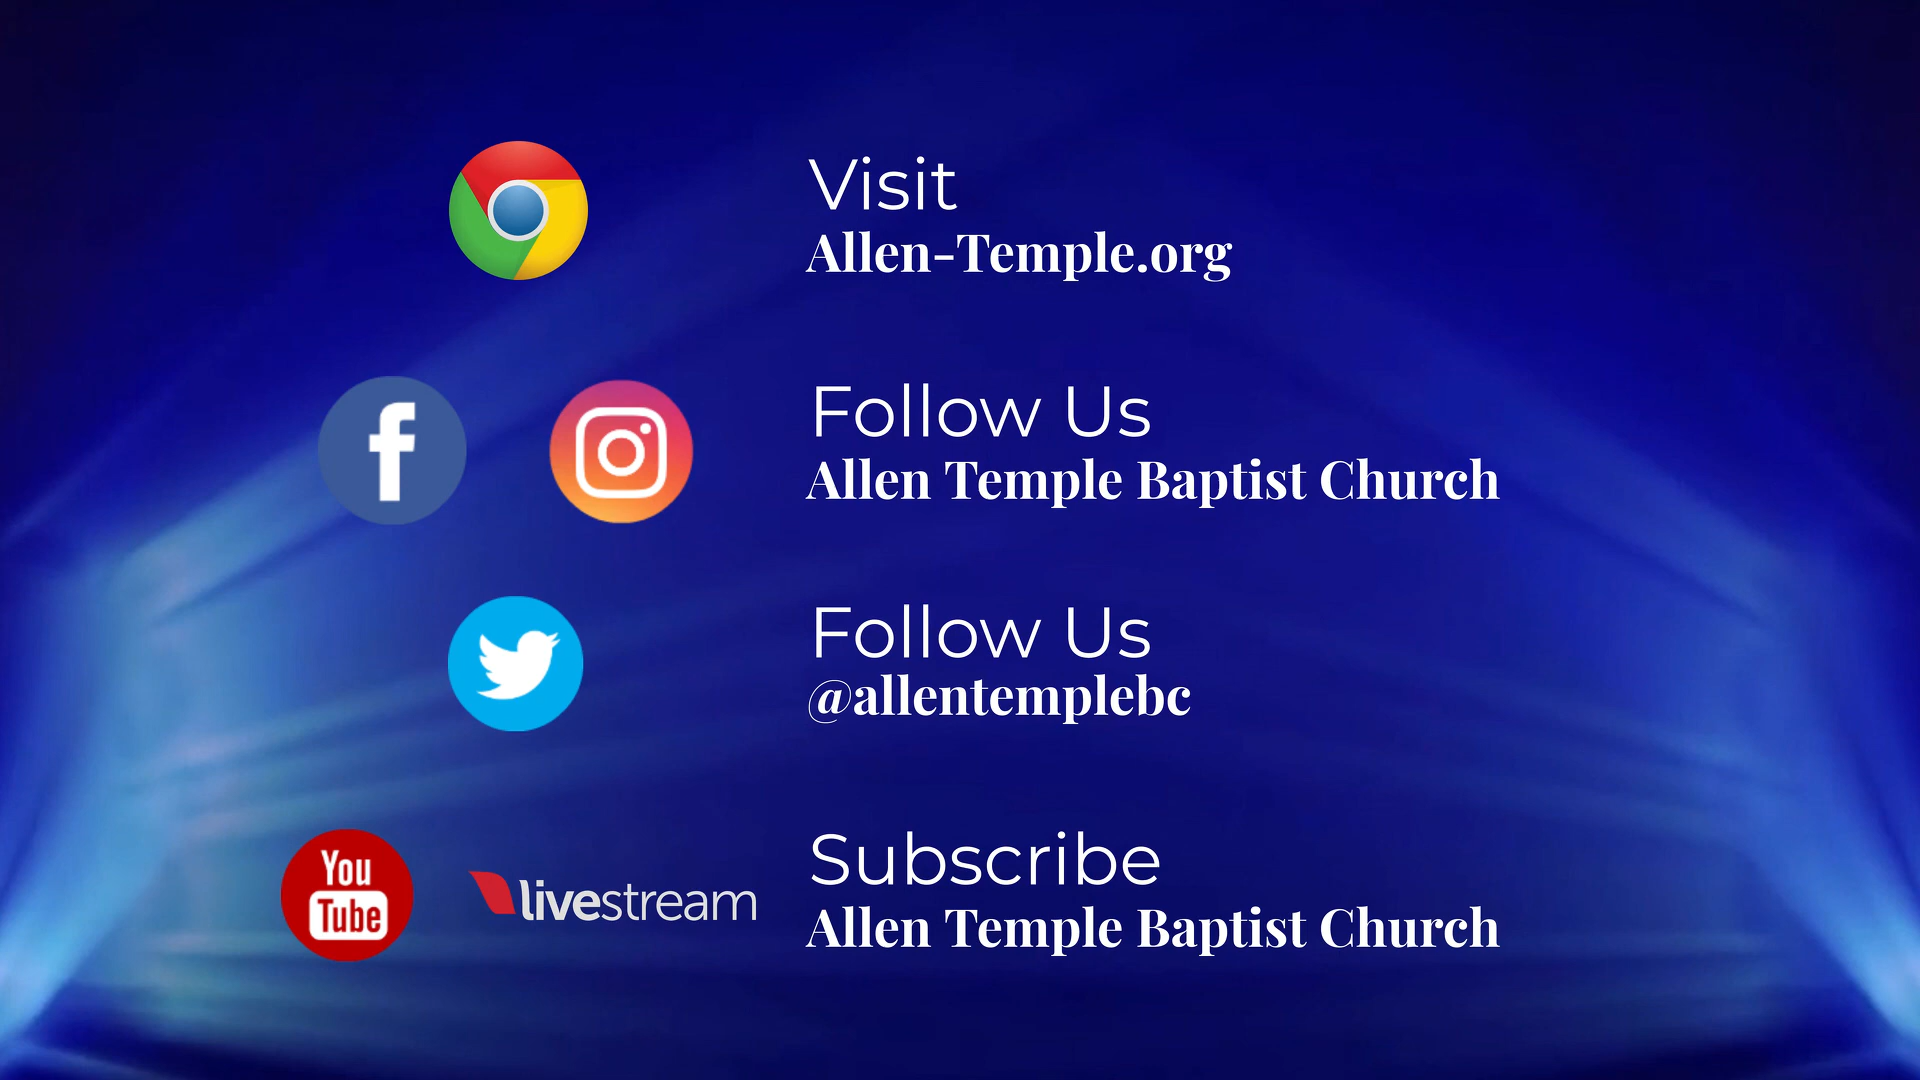 Visit
Allen-Temple.org
f
Follow Us
Allen Temple Baptist Church
Follow Us
@allentemplebc
You
Tube
livestream
Subscribe
Allen Temple Baptist Church